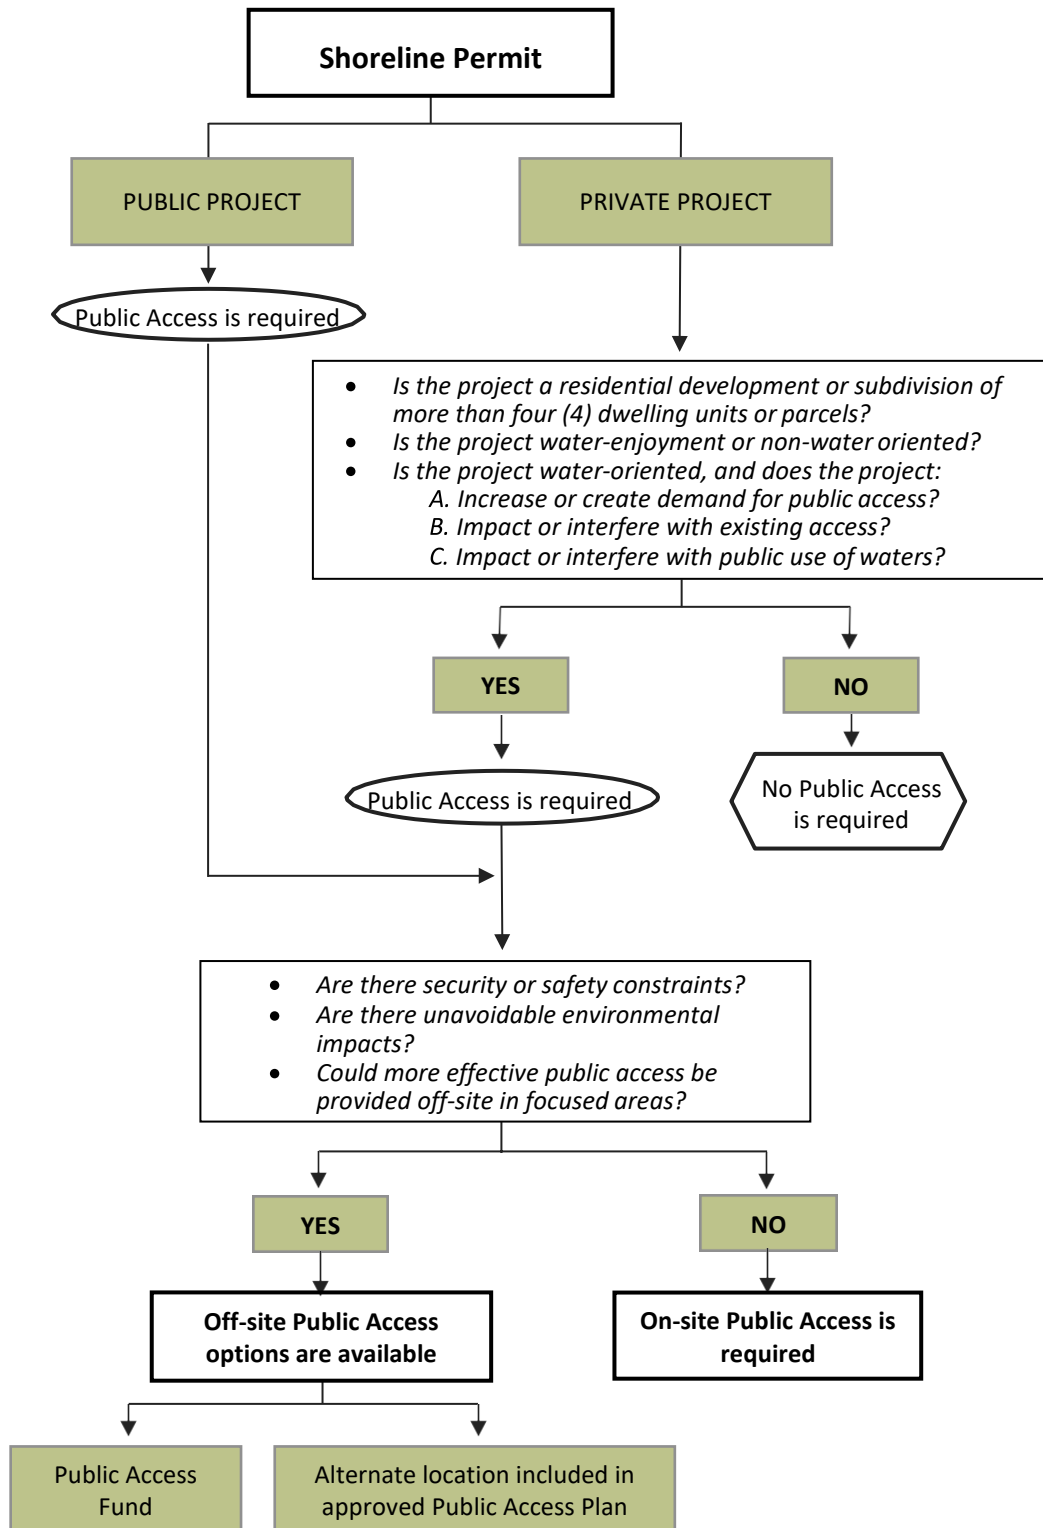 Shoreline Permit
PUBLIC PROJECT
PRIVATE PROJECT
Public Access is required
• Is the project a residential development or subdivision of
more than four (4) dwelling units or parcels?
• Is the project water-enjoyment or non-water oriented?
• Is the project water-oriented, and does the project:
A. Increase or create demand for public access?
B. Impact or interfere with existing access?
C. Impact or interfere with public use of waters?
YES
NO
Public Access is required
No Public Access
is required
• Are there security or safety constraints?
• Are there unavoidable environmental
impacts?
• Could more effective public access be
provided off-site in focused areas?
YES
NO
Off-site Public Access
options are available
On-site Public Access is
required
Public Access
Fund
Alternate location included in
approved Public Access Plan